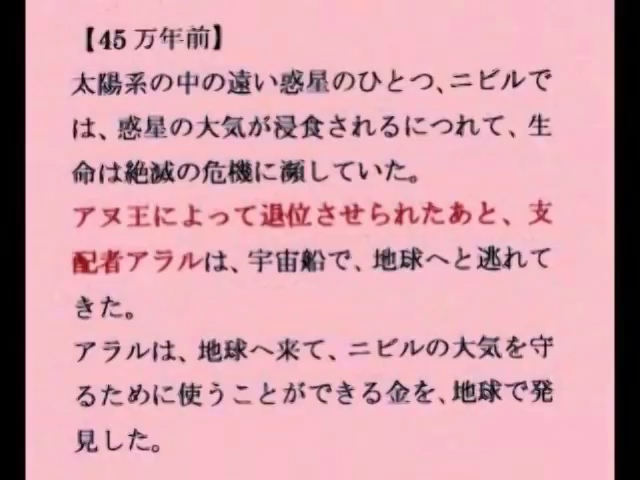 【45万年前】
太陽系の中の遠い惑星のひとつ、ニビルで
は、惑星の大気が浸食されるにつれて、生
命は絶滅の危機に瀕していた。
アヌ王によって退位させられたあと、支
配者アラルは、宇宙船で、地球へと逃れて
きた。
アラルは、地球へ来て、ニビルの大気を守
るために使うことができる金を、地球で発
見した。